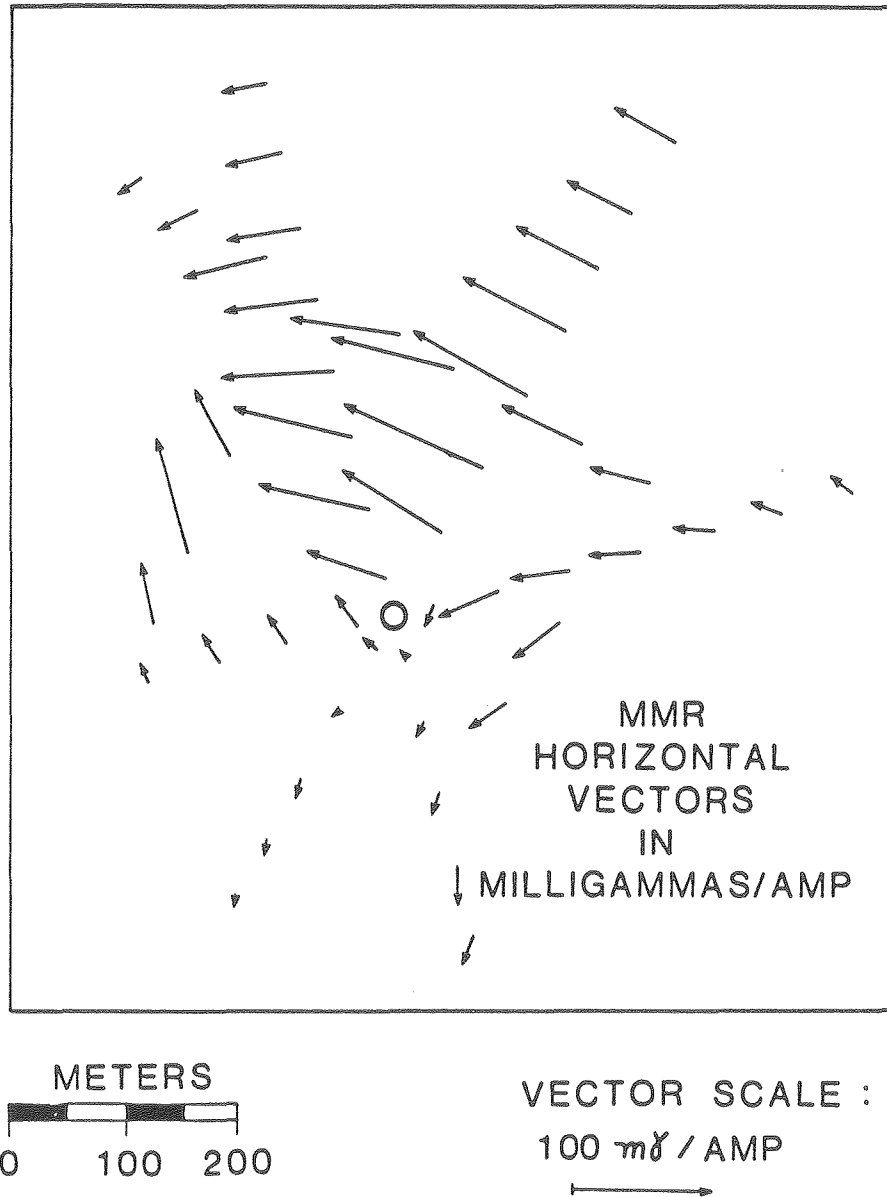 MMR
HORIZONTAL
VECTORS
IN
MILLIGAMMAS/AMP
METERS
0 100 200
VECTOR SCALE :
100 mγ / AMP